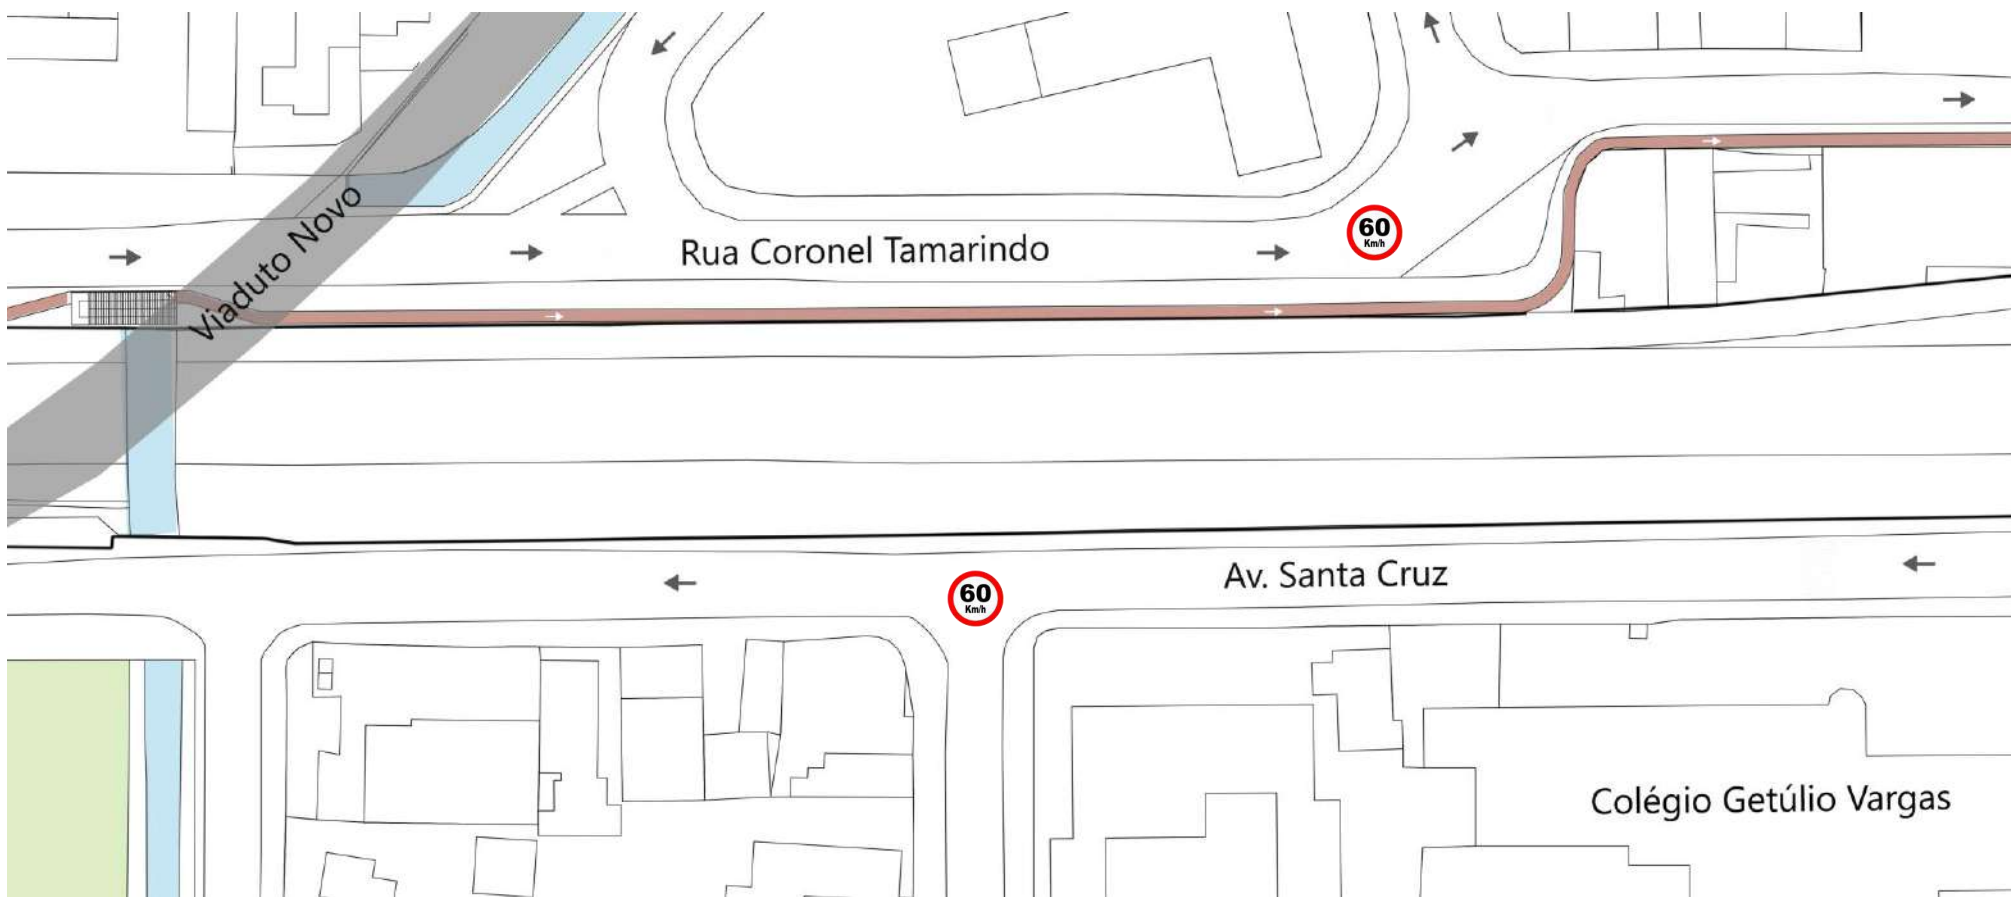 Viaduto Novo
Rua Coronel Tamarindo
60
Km/h
Av. Santa Cruz
60
Km/h
Colégio Getúlio Vargas